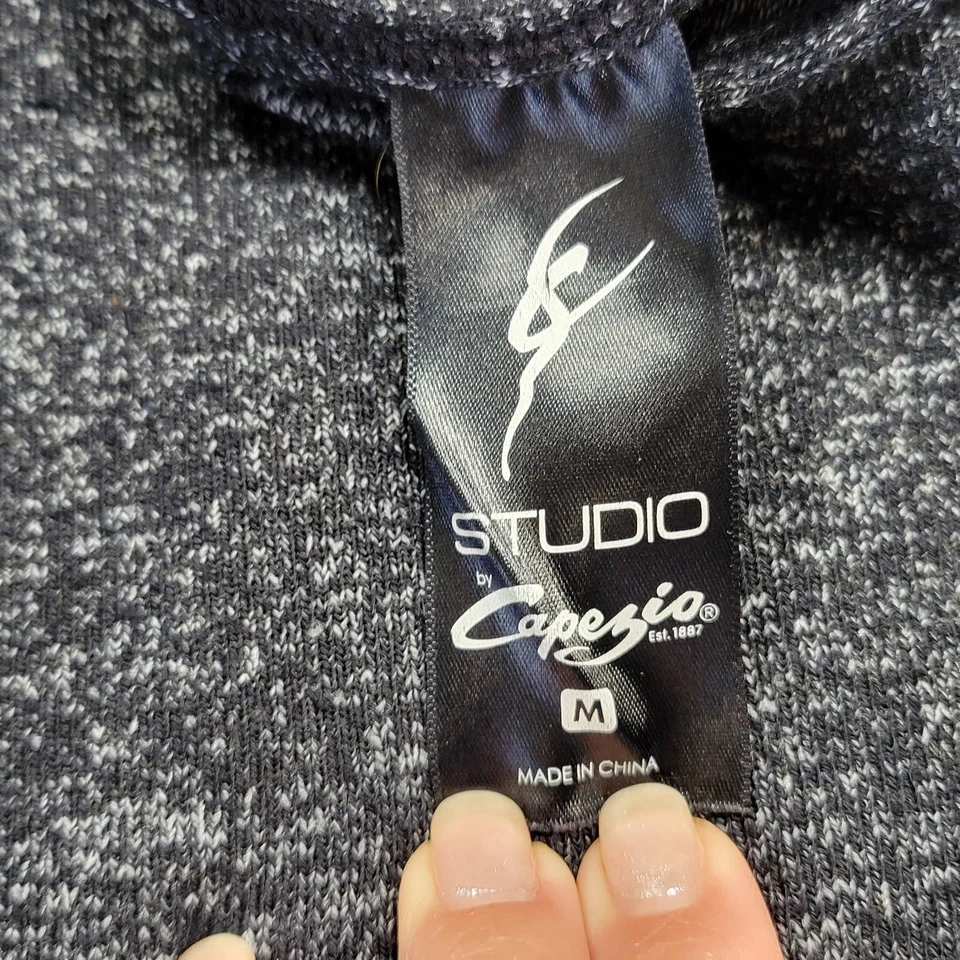 STUDIO
by
Capezio®
Est. 1887
M
MADE IN CHINA